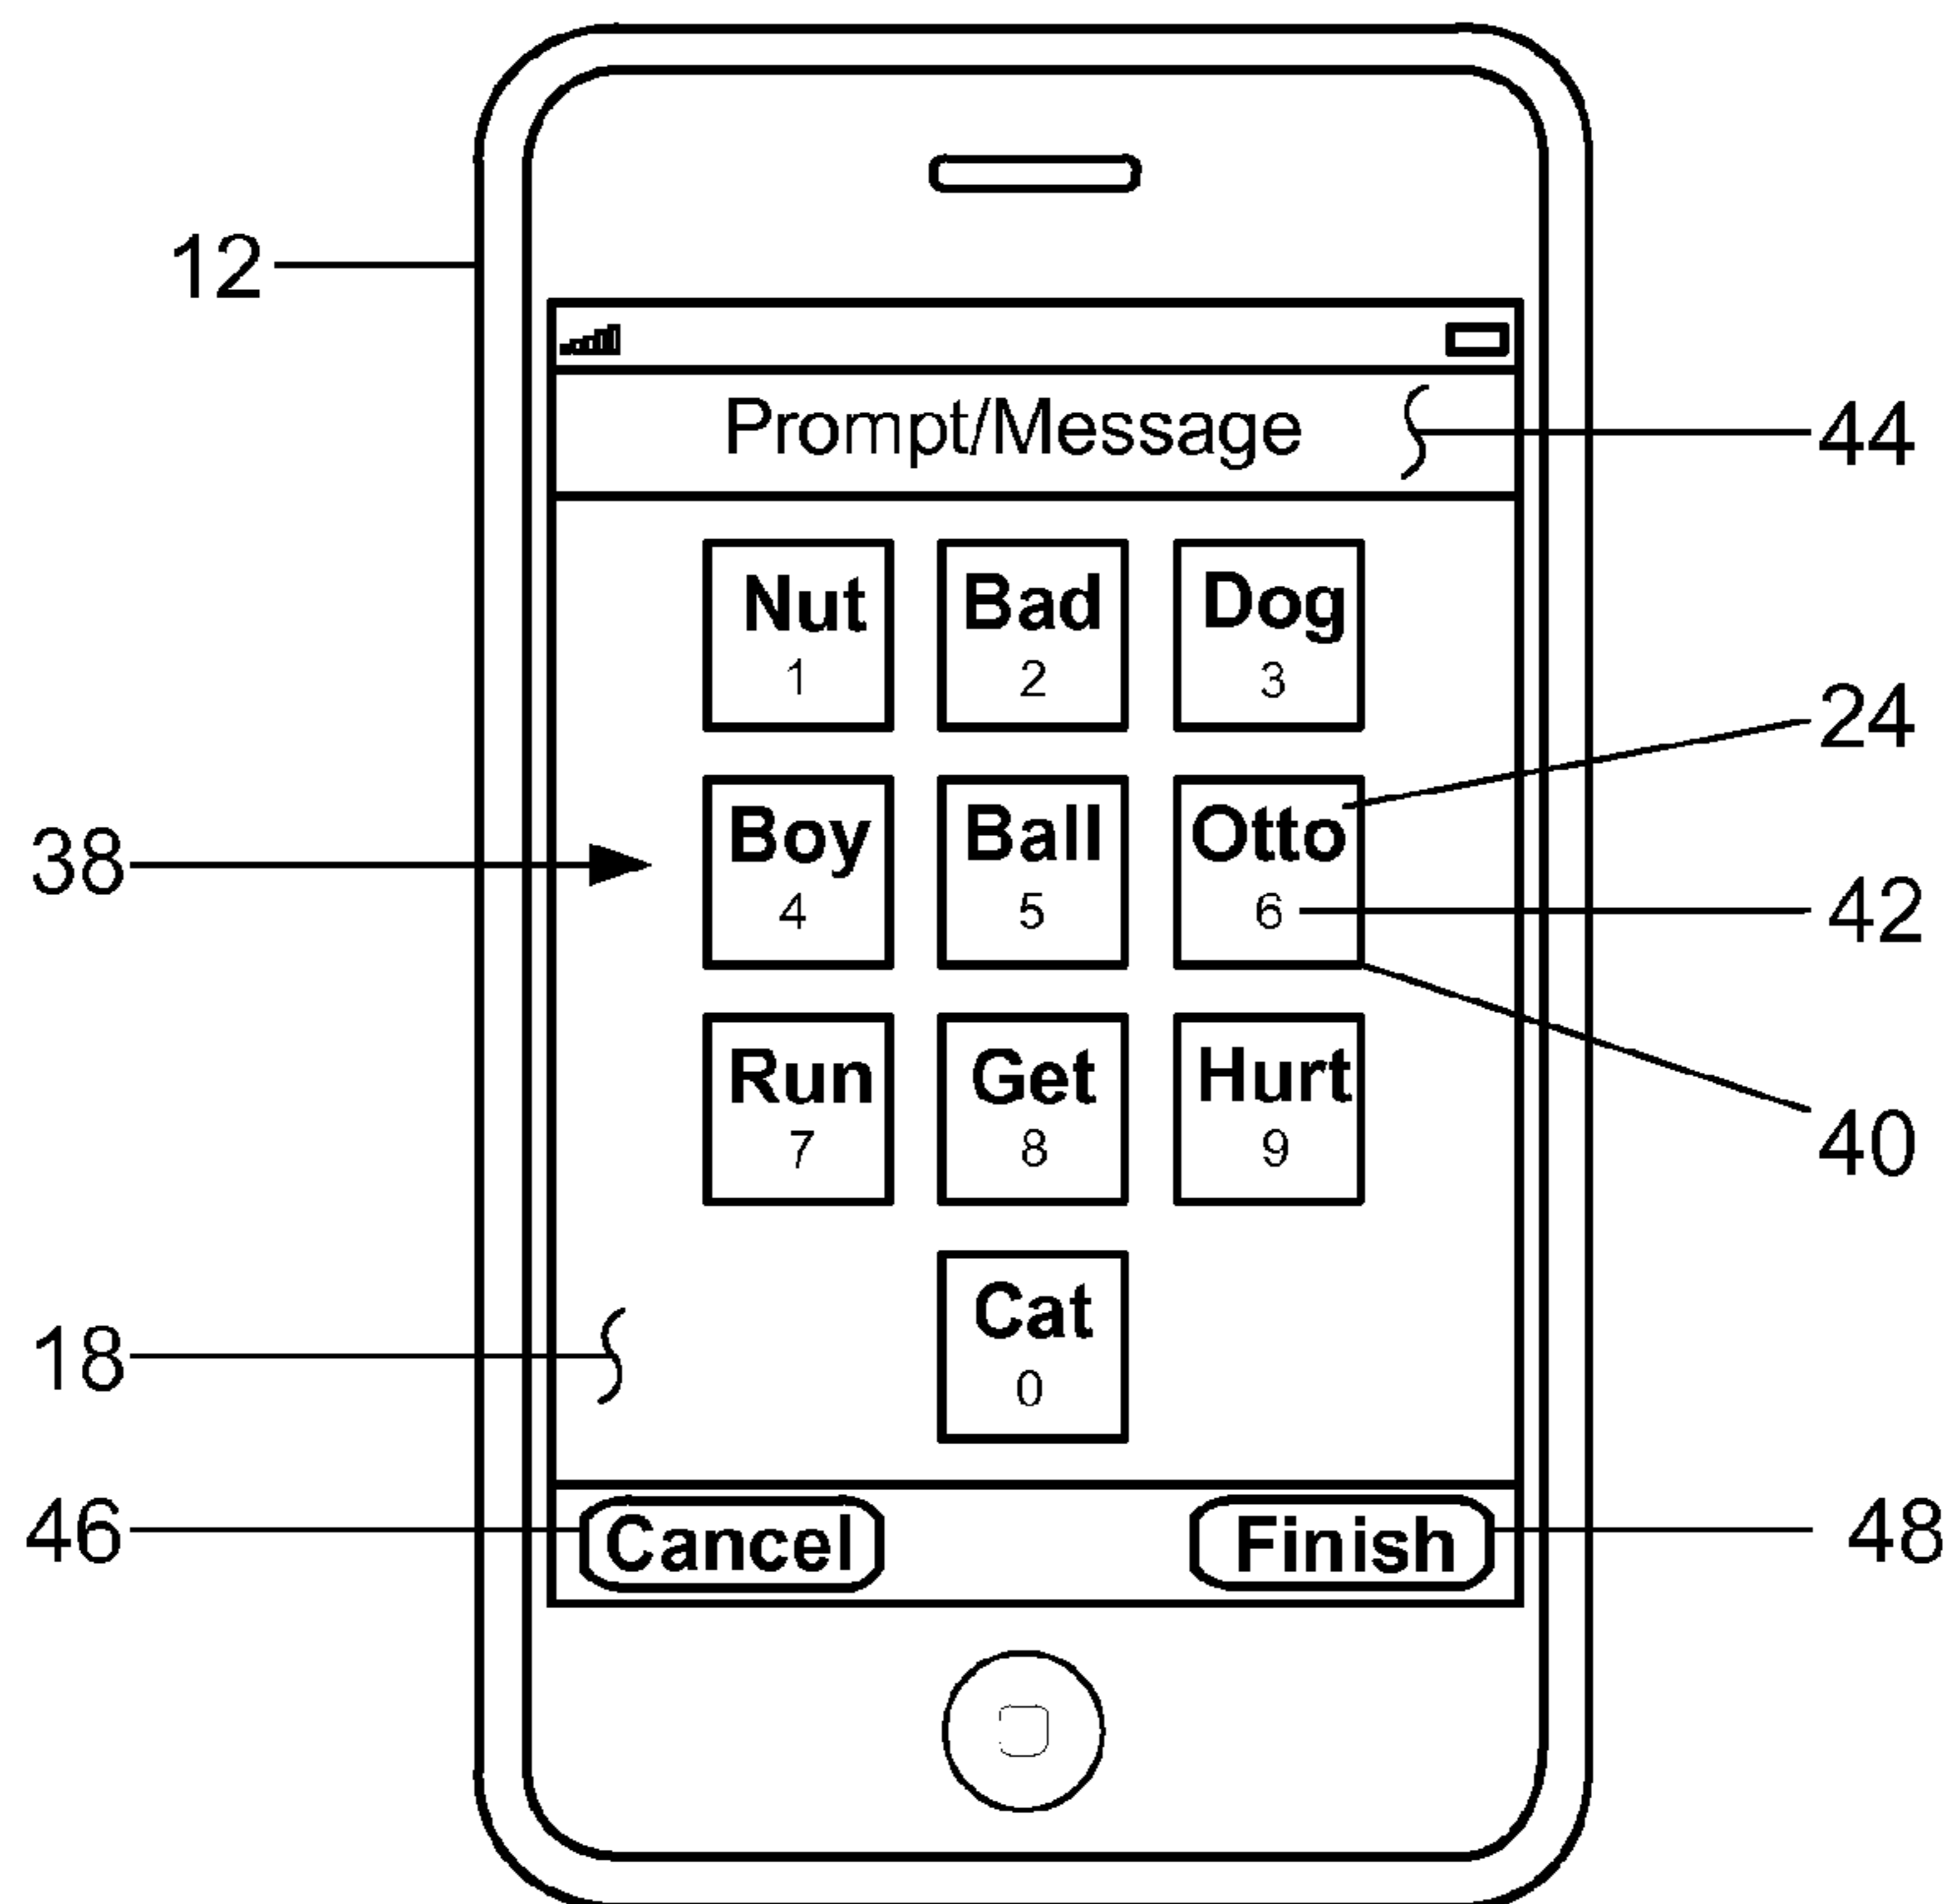 12
Prompt/Message
44
Nut Bad Dog
1 2 3
24
38
Boy Ball Otto
4 5 6
42
Run Get Hurt
7 8 9
40
Cat
0
18
46
Cancel Finish
48